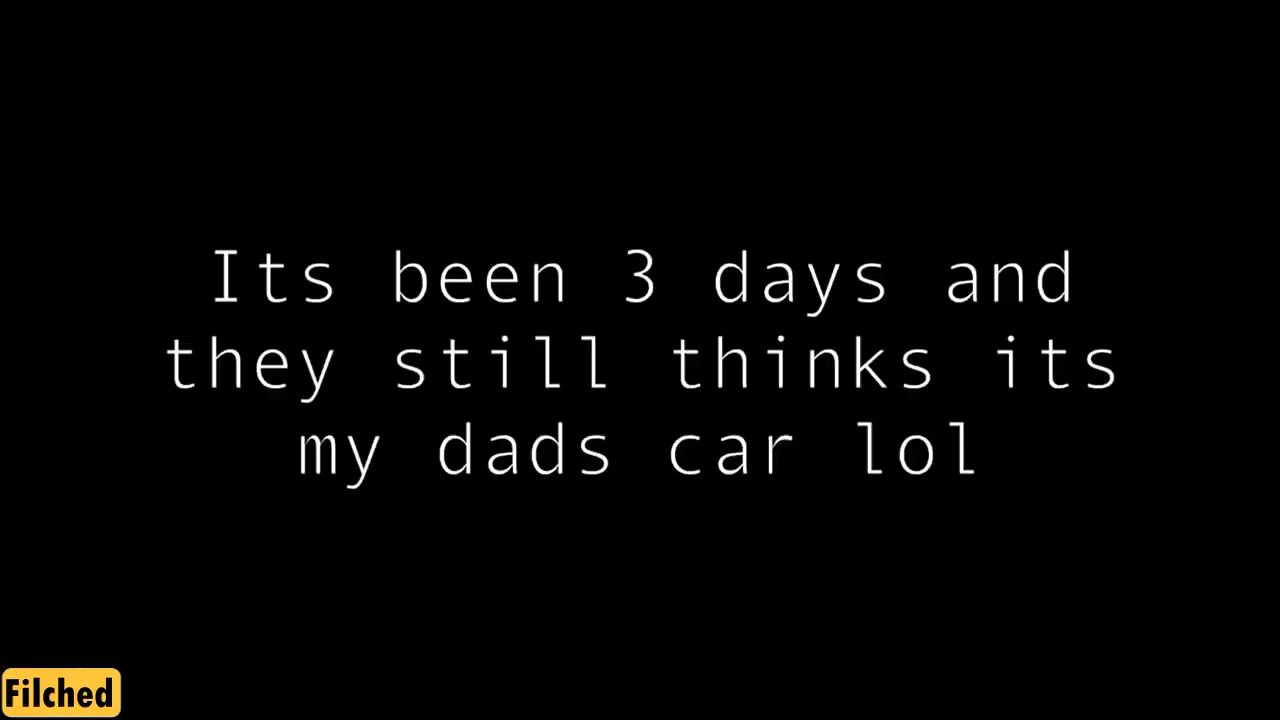 Its been 3 days and
they still thinks its
my dads car lol
Filched